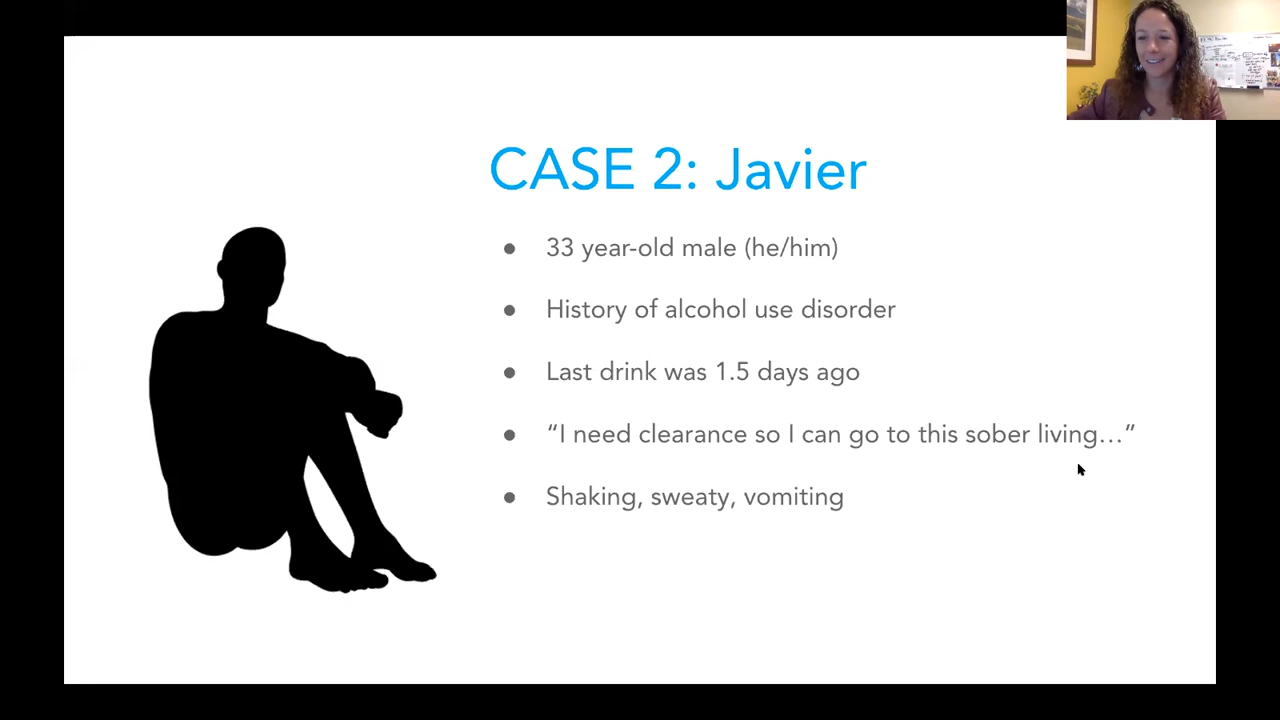 CASE 2: Javier
● 33 year-old male (he/him)
● History of alcohol use disorder
● Last drink was 1.5 days ago
● “I need clearance so I can go to this sober living…”
● Shaking, sweaty, vomiting